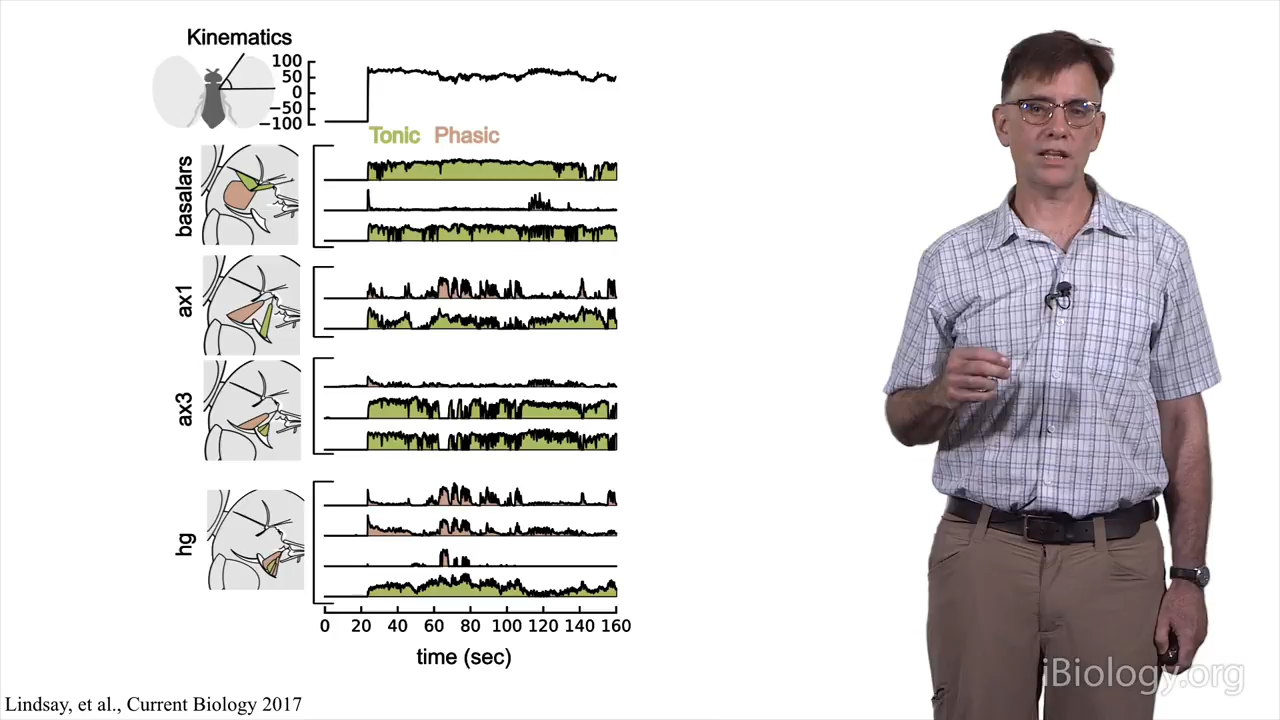 Kinematics
100
50
0
−50
−100
Tonic Phasic
basalars
ax1
ax3
hg
0 20 40 60 80 100 120 140 160
time (sec)
Lindsay, et al., Current Biology 2017
iBiology.org